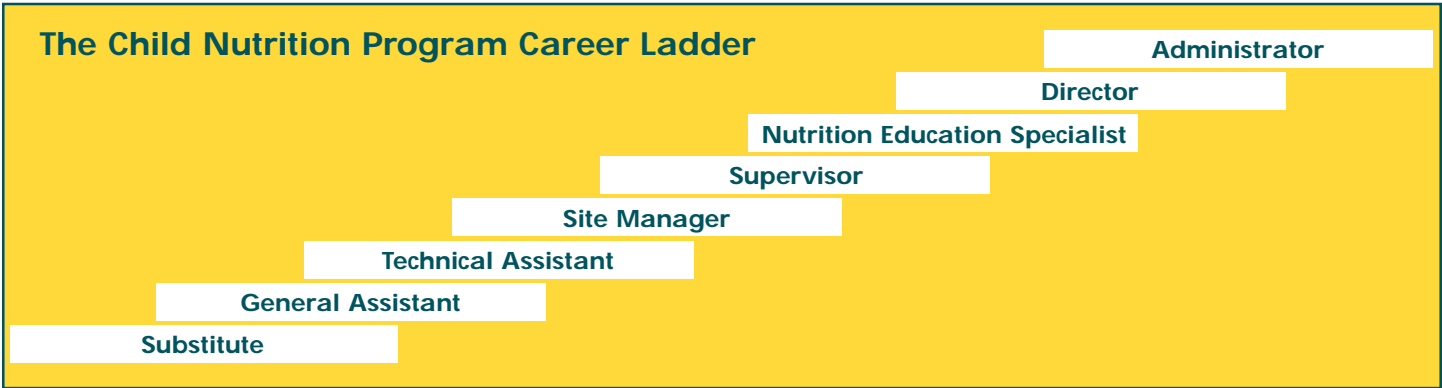 The Child Nutrition Program Career Ladder
Administrator
Director
Nutrition Education Specialist
Supervisor
Site Manager
Technical Assistant
General Assistant
Substitute